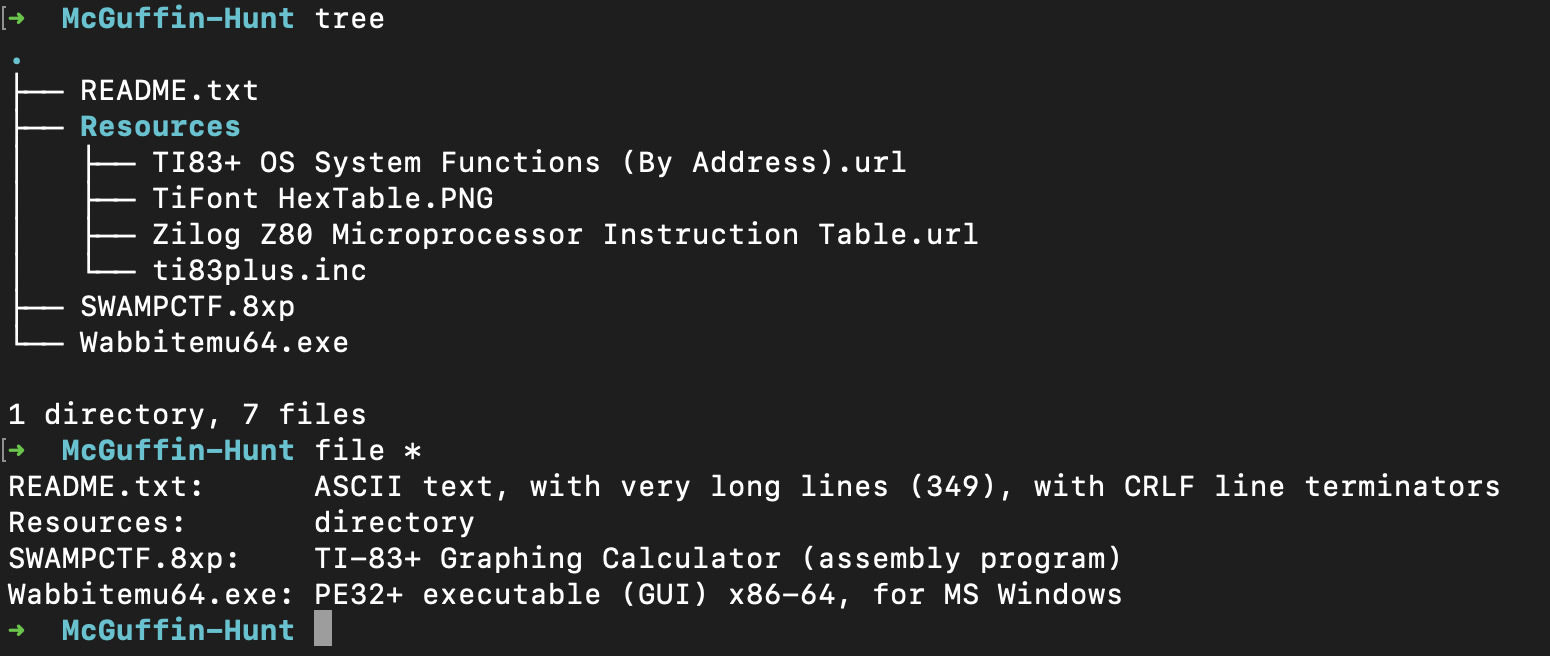 [➜  McGuffin-Hunt tree
.
├── README.txt
├── Resources
│   ├── TI83+ OS System Functions (By Address).url
│   ├── TiFont HexTable.PNG
│   ├── Zilog Z80 Microprocessor Instruction Table.url
│   └── ti83plus.inc
├── SWAMPCTF.8xp
└── Wabbitemu64.exe
1 directory, 7 files
[➜  McGuffin-Hunt file *
README.txt:      ASCII text, with very long lines (349), with CRLF line terminators
Resources:       directory
SWAMPCTF.8xp:    TI-83+ Graphing Calculator (assembly program)
Wabbitemu64.exe: PE32+ executable (GUI) x86-64, for MS Windows
➜  McGuffin-Hunt